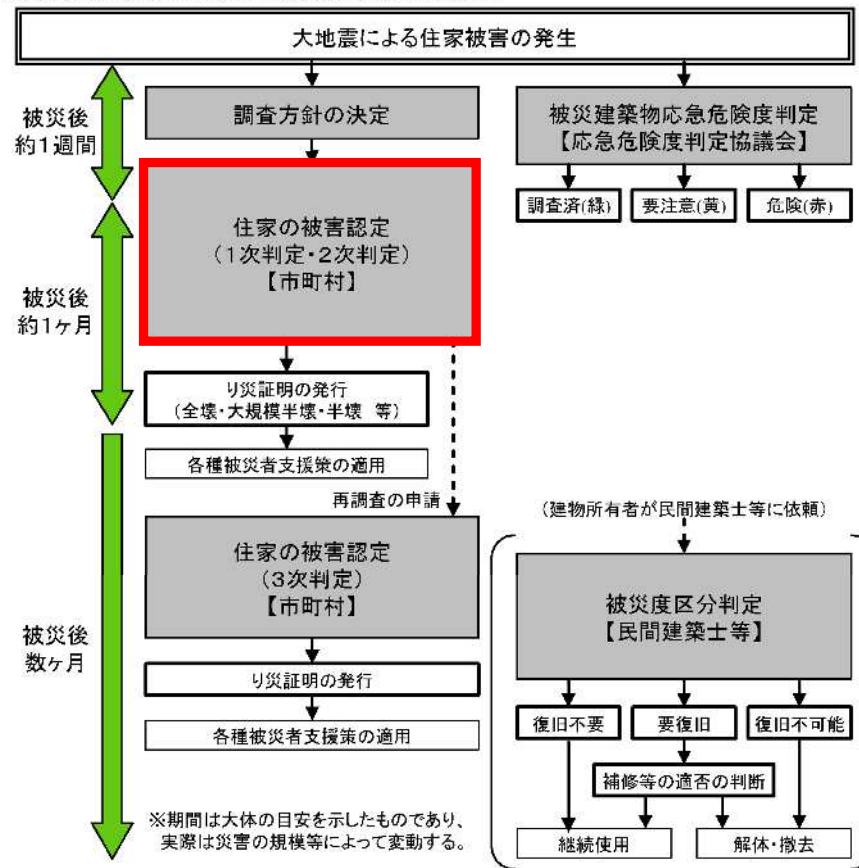 大地震による住家被害の発生
被災後
約1週間
調査方針の決定
被災建築物応急危険度判定
【応急危険度判定協議会】
調査済(緑)
要注意(黄)
危険(赤)
住家の被害認定
(1次判定・2次判定)
【市町村】
被災後
約1ヶ月
り災証明の発行
(全壊・大規模半壊・半壊 等)
各種被災者支援策の適用
再調査の申請
(建物所有者が民間建築士等に依頼)
住家の被害認定
(3次判定)
【市町村】
被災度区分判定
【民間建築士等】
被災後
数ヶ月
り災証明の発行
各種被災者支援策の適用
復旧不要
要復旧
復旧不可能
補修等の適否の判断
継続使用
解体・撤去
※期間は大体の目安を示したものであり、
実際は災害の規模等によって変動する。